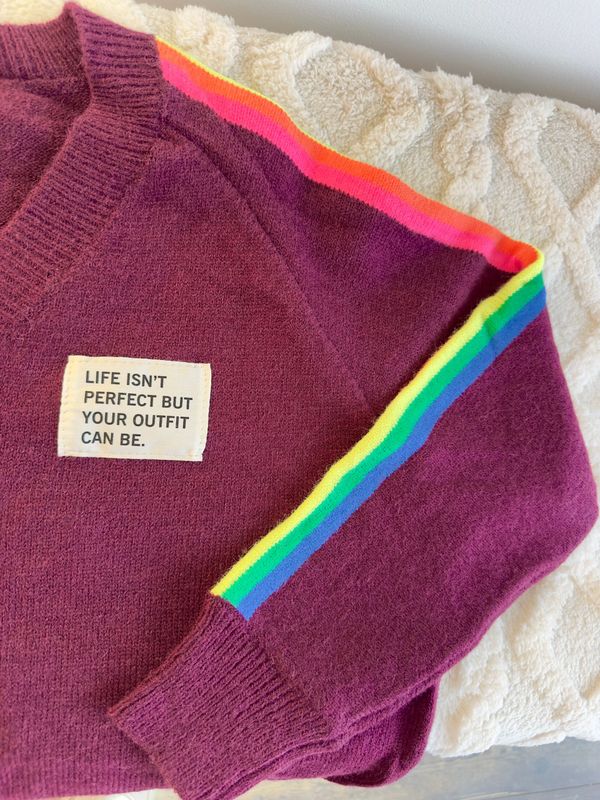 LIFE ISN'T
PERFECT BUT
YOUR OUTFIT
CAN BE.